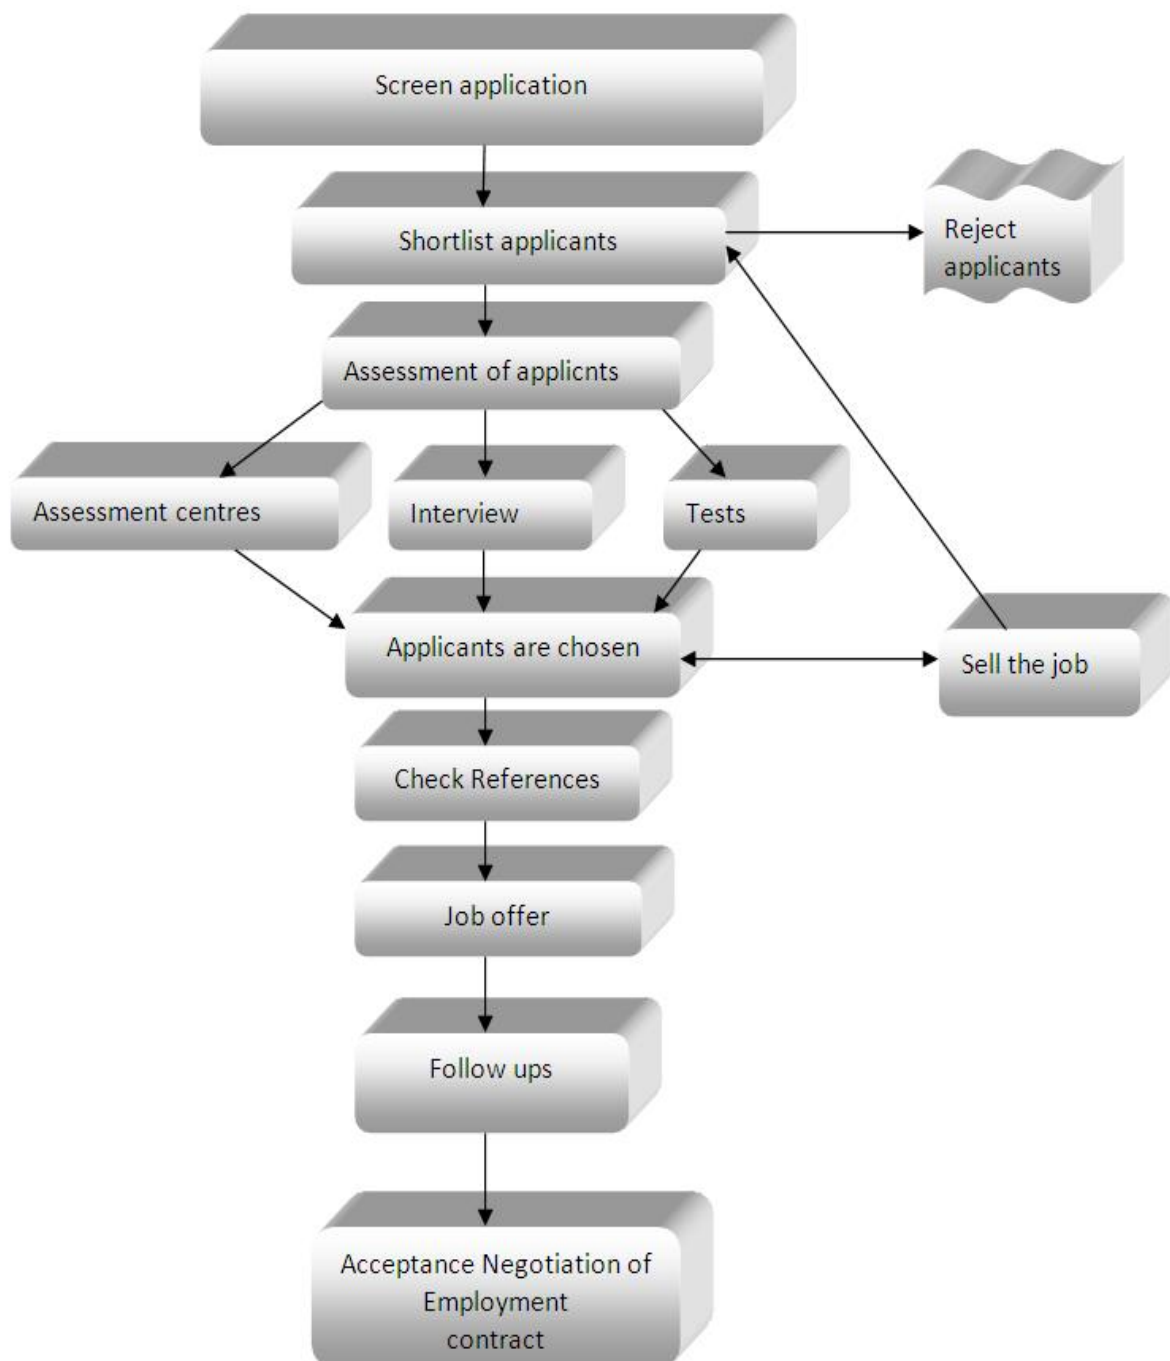 Screen application
Shortlist applicants
Reject
applicants
Assessment of applicnts
Assessment centres
Interview
Tests
Applicants are chosen
Sell the job
Check References
Job offer
Follow ups
Acceptance Negotiation of
Employment
contract